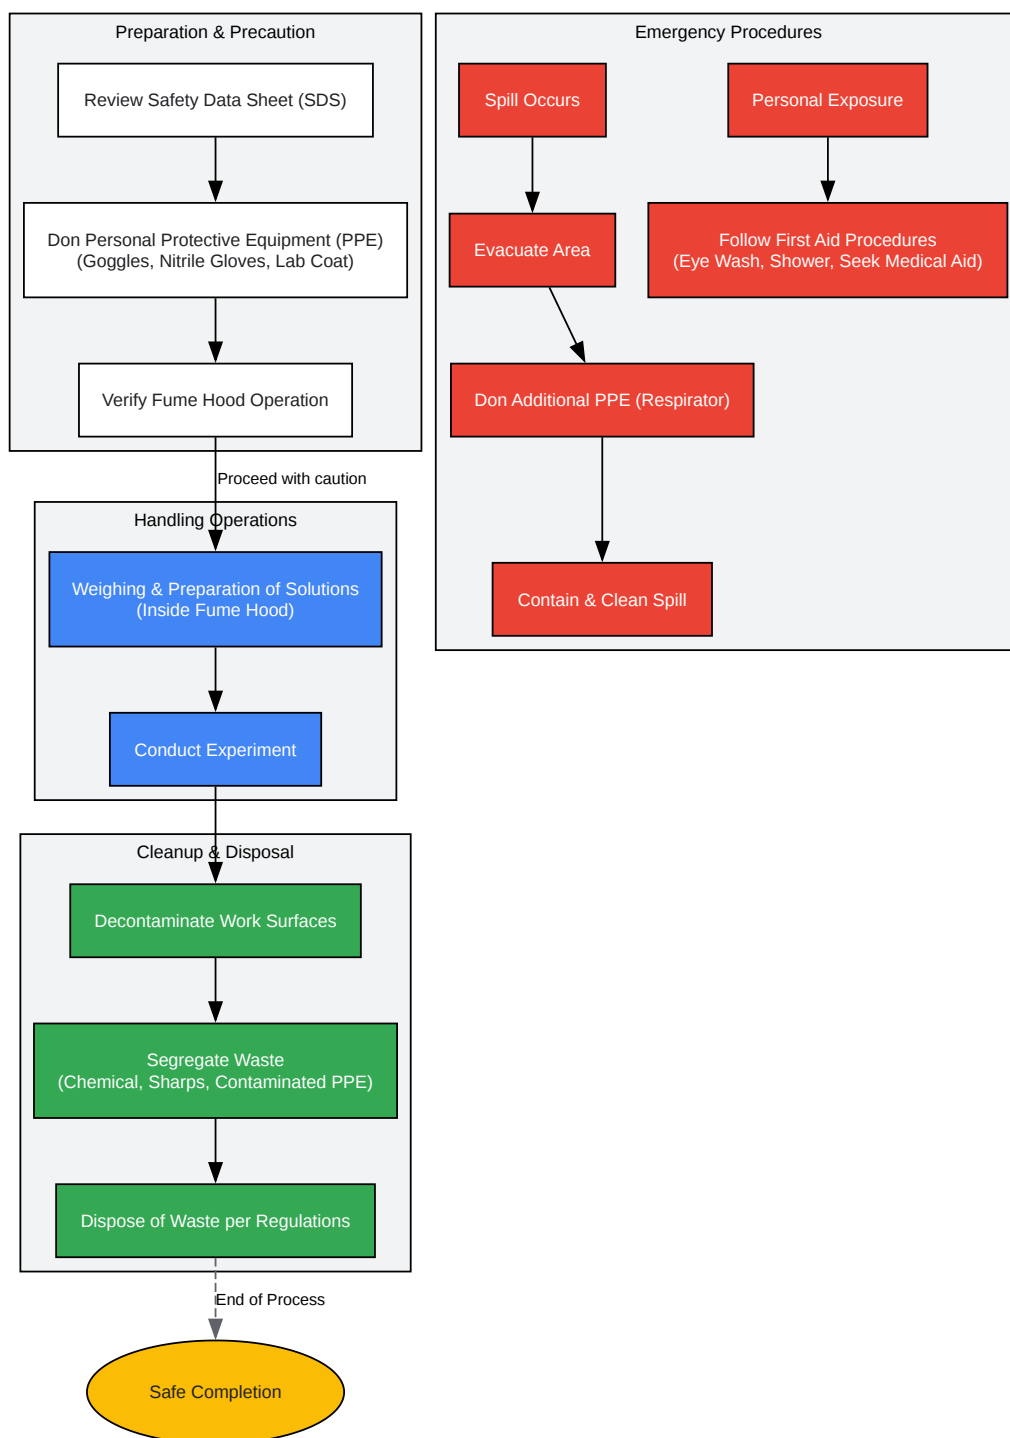 Preparation & Precaution
Review Safety Data Sheet (SDS)
Don Personal Protective Equipment (PPE)
(Goggles, Nitrile Gloves, Lab Coat)
Verify Fume Hood Operation
Proceed with caution
Handling Operations
Weighing & Preparation of Solutions
(Inside Fume Hood)
Conduct Experiment
Cleanup & Disposal
Decontaminate Work Surfaces
Segregate Waste
(Chemical, Sharps, Contaminated PPE)
Dispose of Waste per Regulations
End of Process
Safe Completion
Emergency Procedures
Spill Occurs
Evacuate Area
Don Additional PPE (Respirator)
Contain & Clean Spill
Personal Exposure
Follow First Aid Procedures
(Eye Wash, Shower, Seek Medical Aid)